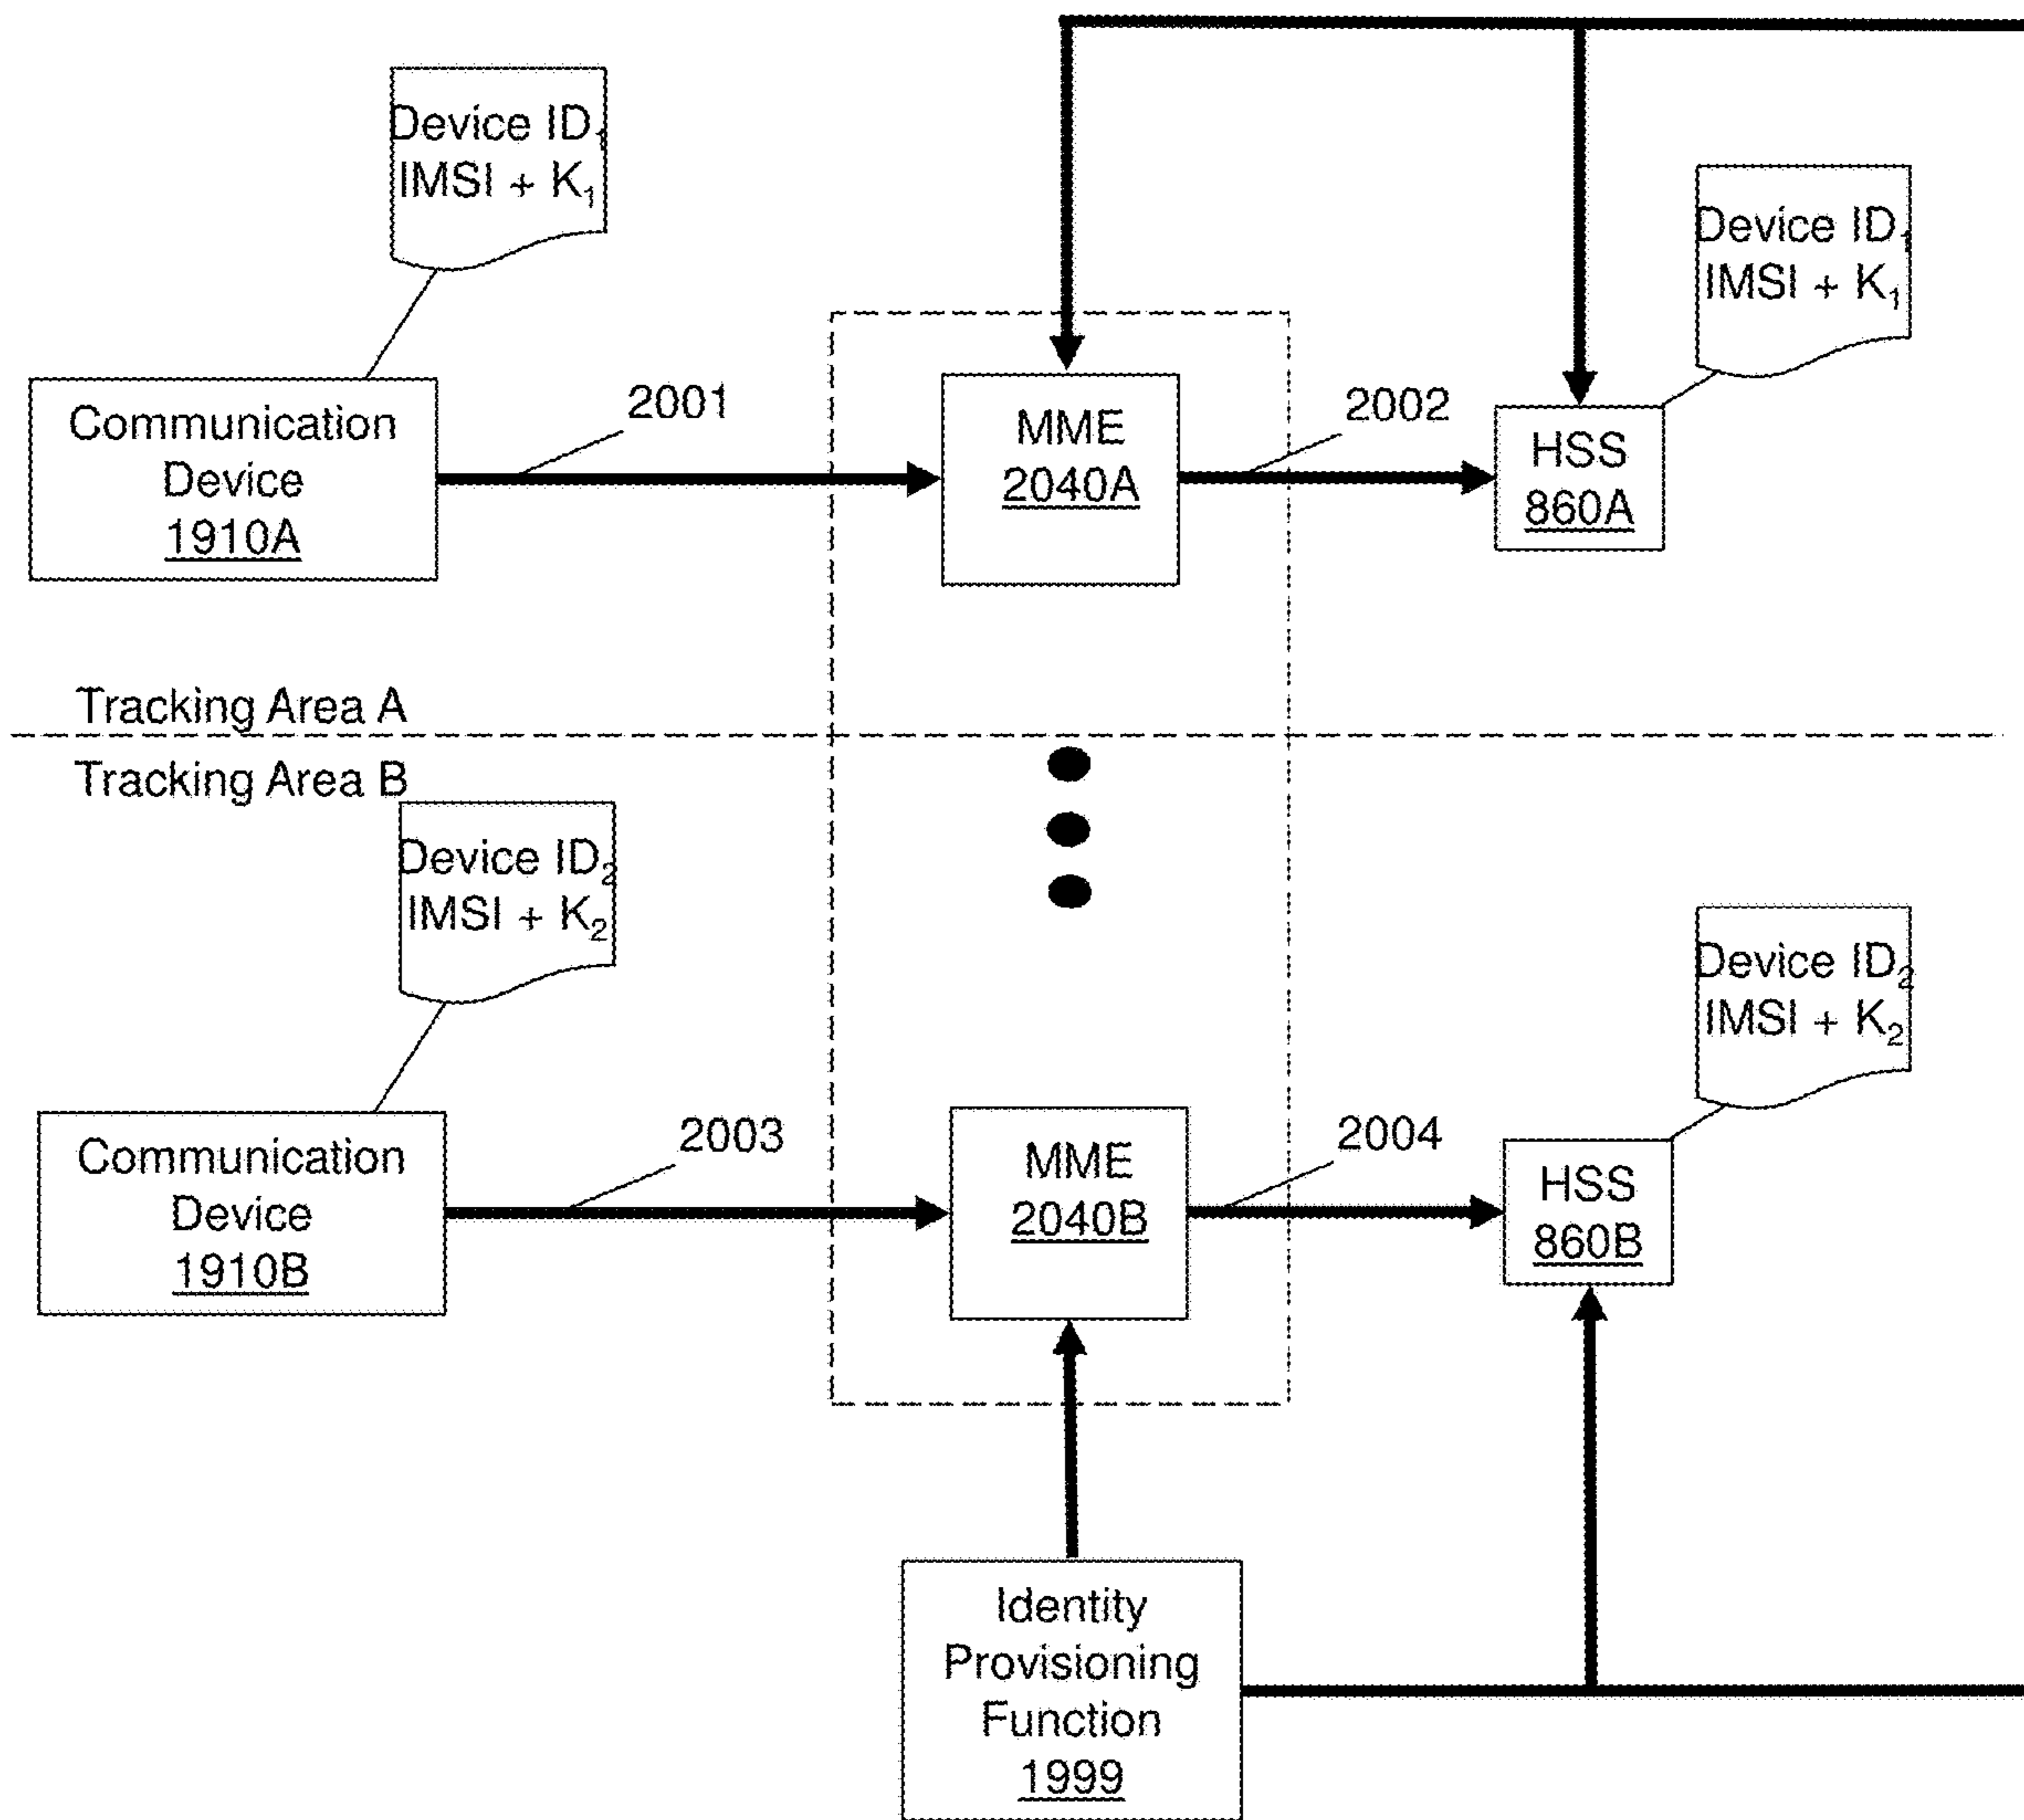 Device ID₁
IMSI + K₁
Device ID₁
IMSI + K₁
Communication
Device
1910A
2001
MME
2040A
2002
HSS
860A
Tracking Area A
Tracking Area B
Device ID₂
IMSI + K₂
Device ID₂
IMSI + K₂
Communication
Device
1910B
2003
MME
2040B
2004
HSS
860B
Identity
Provisioning
Function
1999